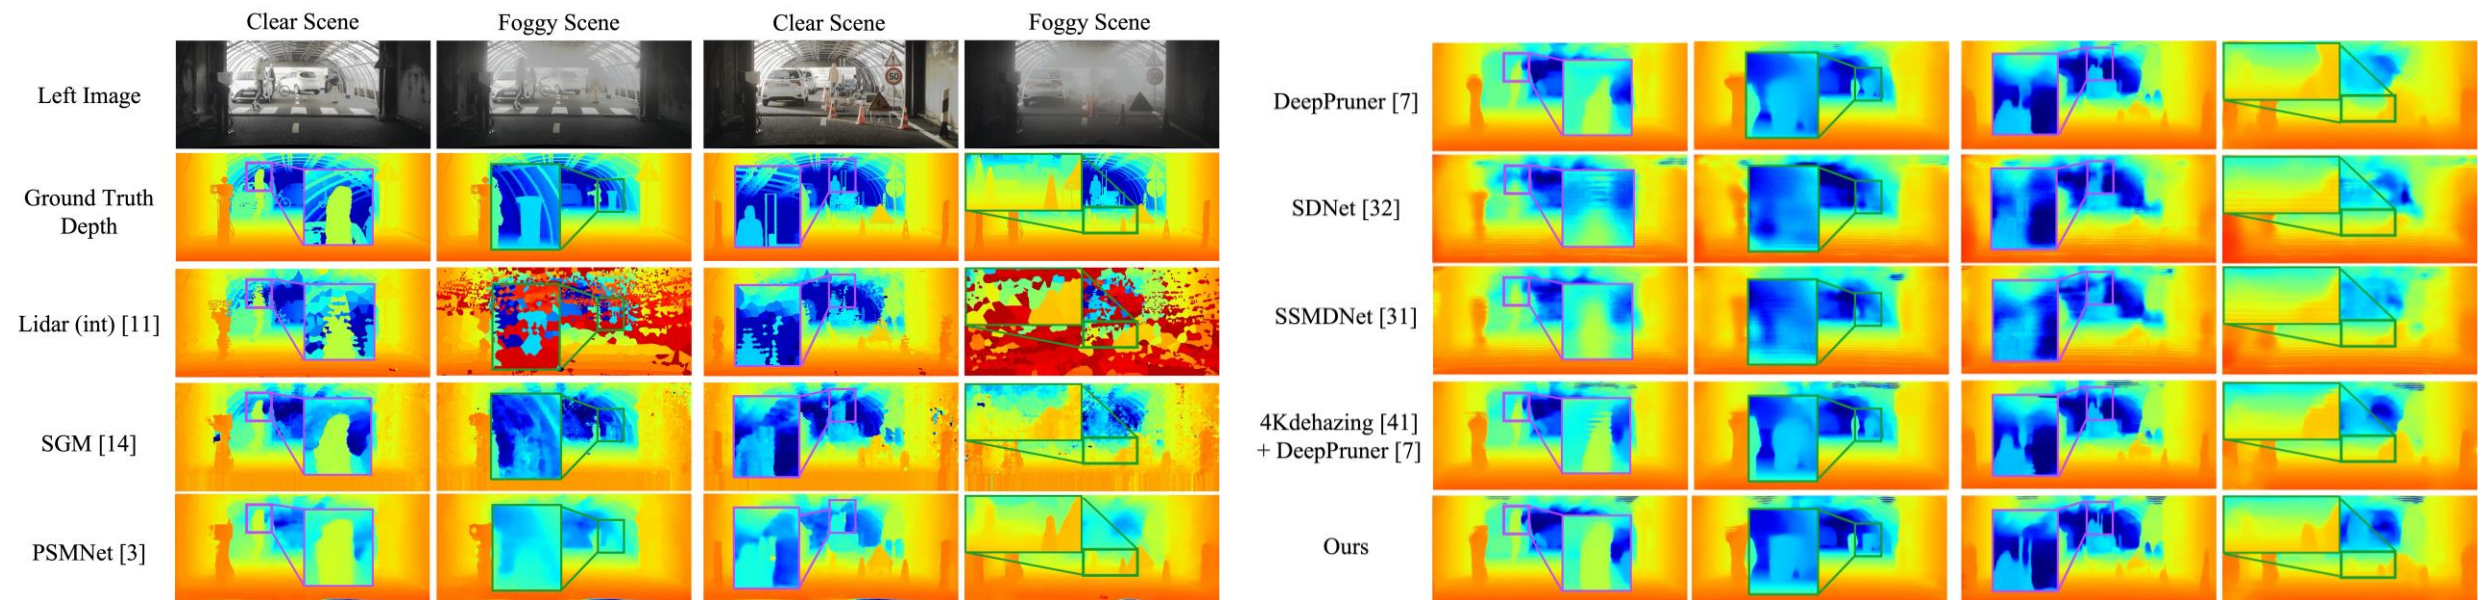 Clear Scene
Foggy Scene
Clear Scene
Foggy Scene
Left Image
50
Ground Truth
Depth
Lidar (int) [11]
SGM [14]
PSMNet [3]
DeepPruner [7]
SDNet [32]
SSMDNet [31]
4Kdehazing [41]
+ DeepPruner [7]
Ours